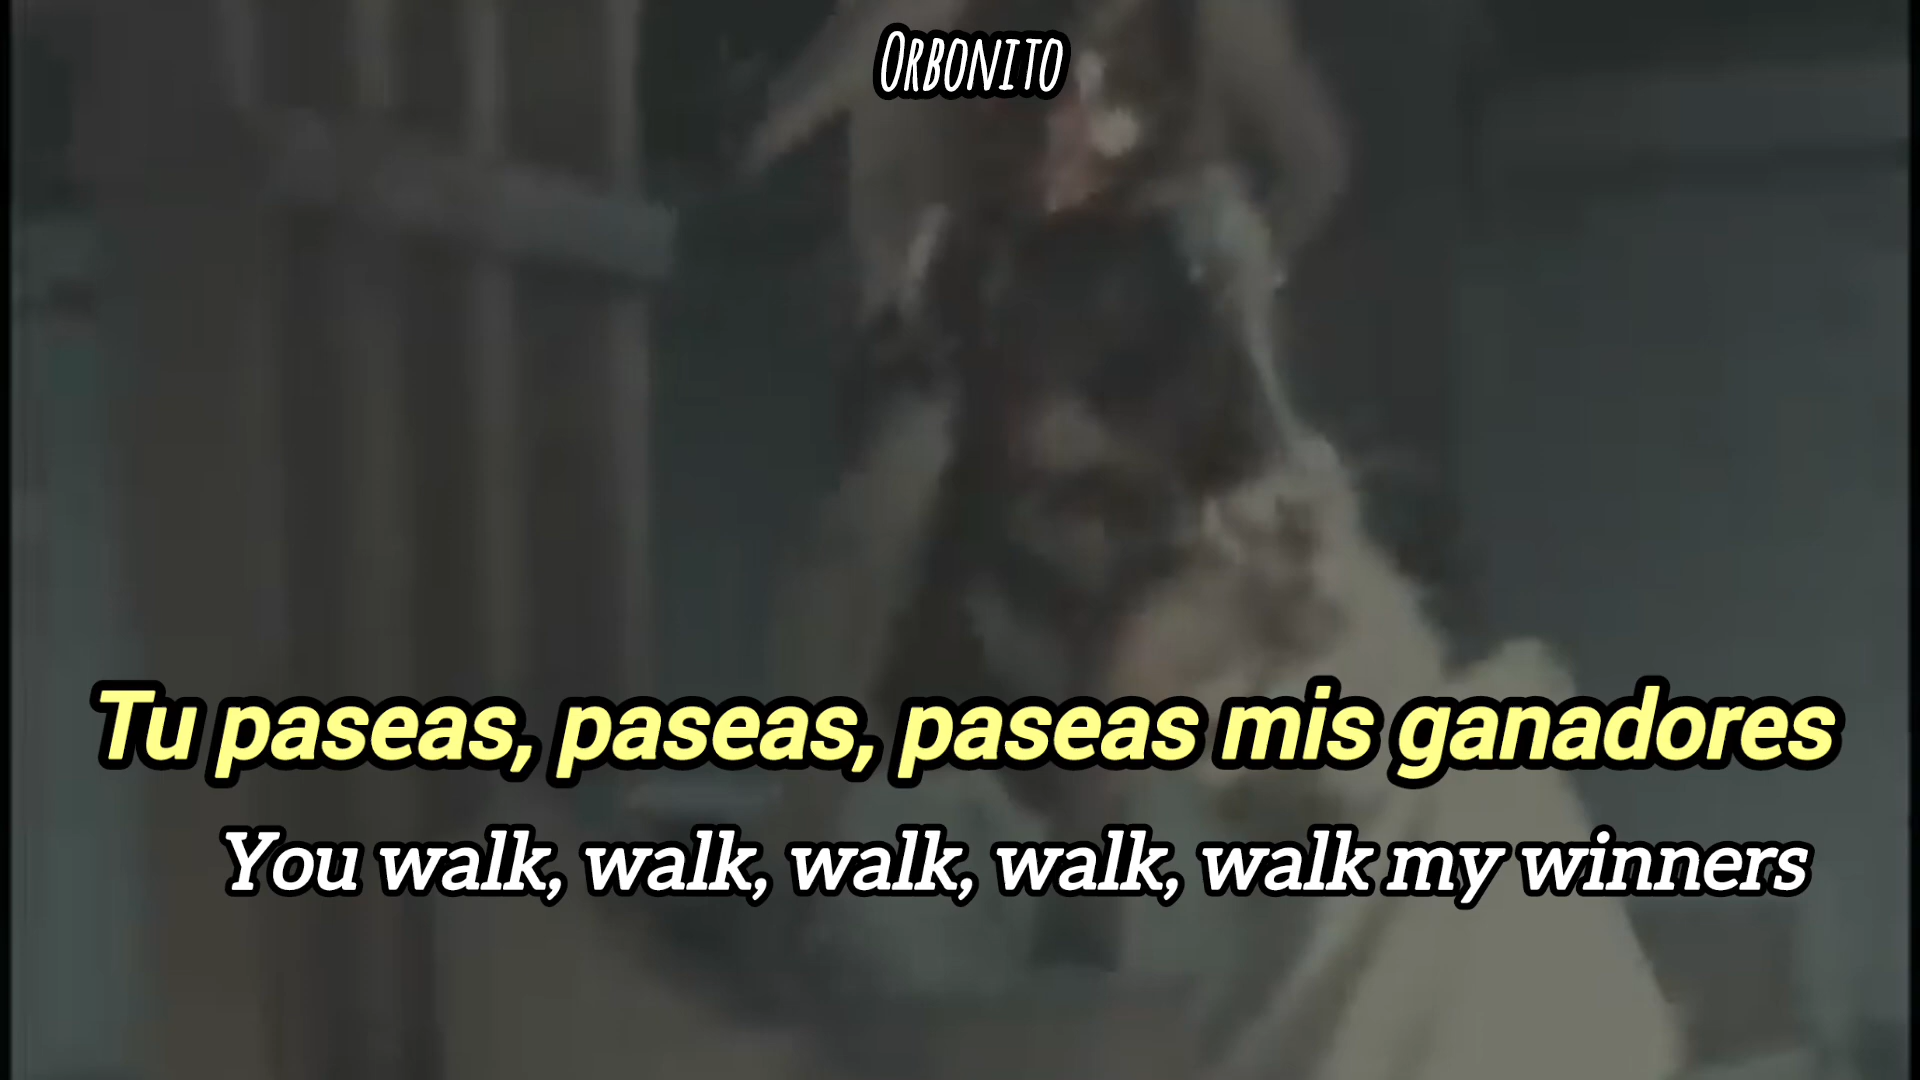 ORBONITO
Tu paseas, paseas, paseas mis ganadores
You walk, walk, walk, walk, walk my winners